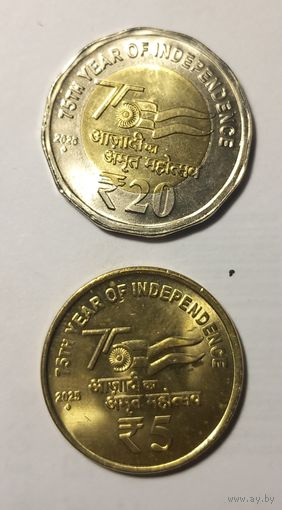 75TH YEAR OF INDEPENDENCE
75
आज़ादी का
अमृत महोत्सव
₹20
75TH YEAR OF INDEPENDENCE
75
2023
आज़ादी का
अमृत महोत्सव
₹5
http://www.ay.by